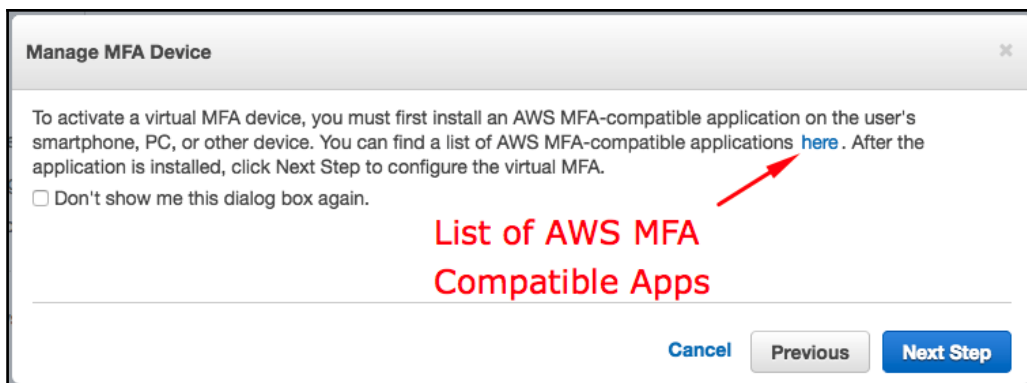 Manage MFA Device
To activate a virtual MFA device, you must first install an AWS MFA-compatible application on the user's
smartphone, PC, or other device. You can find a list of AWS MFA-compatible applications here. After the
application is installed, click Next Step to configure the virtual MFA.
Don't show me this dialog box again.
List of AWS MFA
Compatible Apps
Cancel
Previous
Next Step